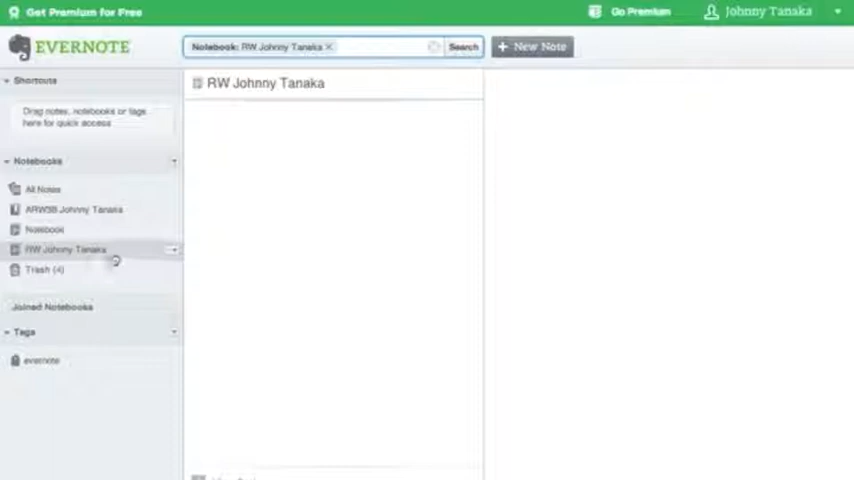 Get Premium for Free
Go Premium
Johnny Tanaka
EVERNOTE
Notebook: RW Johnny Tanaka ×
Search
+ New Note
Shortcuts
Drag notes, notebooks or tags
here for quick access
Notebooks
All Notes
ARW3B Johnny Tanaka
Notebook
RW Johnny Tanaka
Trash (4)
Joined Notebooks
Tags
evernote
RW Johnny Tanaka